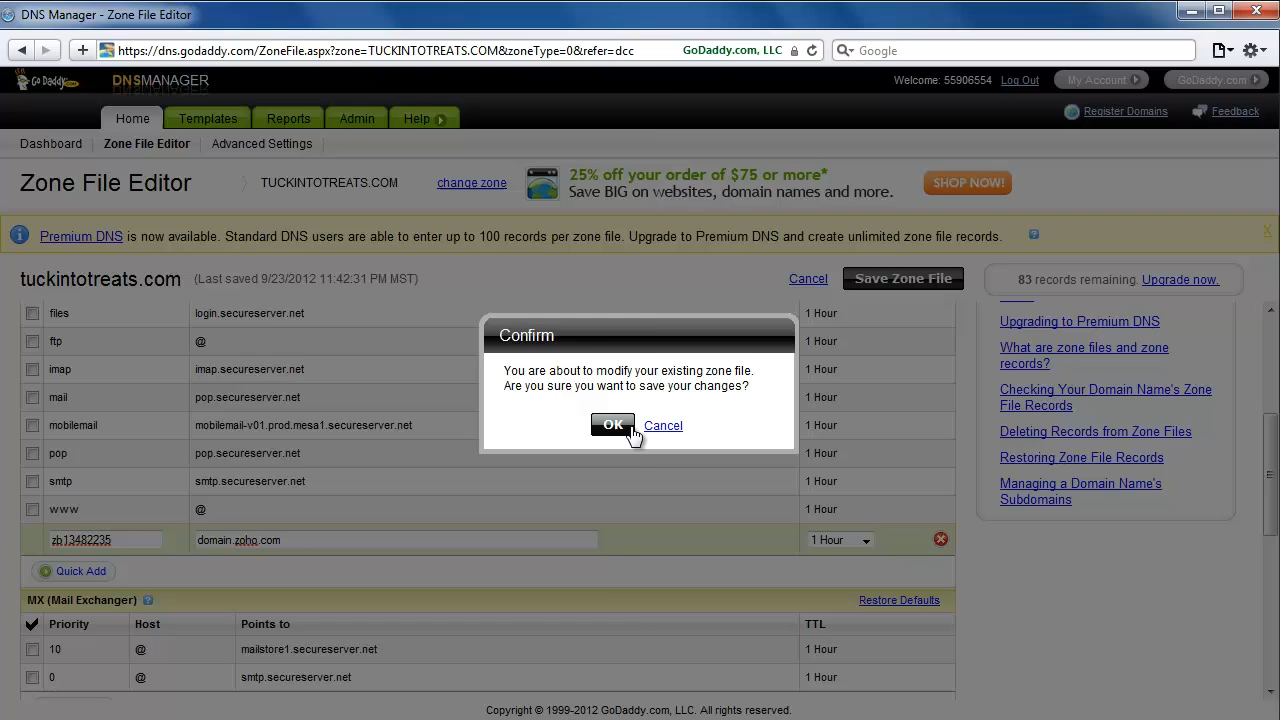 DNS Manager - Zone File Editor
https://dns.godaddy.com/ZoneFile.aspx?zone=TUCKINTOTREATS.COM&zoneType=0&refer=dcc GoDaddy.com, LLC Google
Go Daddy .com DNSMANAGER Welcome: 55906554 Log Out My Account GoDaddy.com
Home Templates Reports Admin Help Register Domains Feedback
Dashboard Zone File Editor Advanced Settings
Zone File Editor TUCKINTOTREATS.COM change zone 25% off your order of $75 or more* SHOP NOW!
Save BIG on websites, domain names and more.
Premium DNS is now available. Standard DNS users are able to enter up to 100 records per zone file. Upgrade to Premium DNS and create unlimited zone file records. ? X
tuckintotreats.com (Last saved 9/23/2012 11:42:31 PM MST) Cancel Save Zone File 83 records remaining. Upgrade now.
files login.secureserver.net 1 Hour
ftp @ 1 Hour
imap imap.secureserver.net 1 Hour
mail pop.secureserver.net 1 Hour
mobilemail mobilemail-v01.prod.mesa1.secureserver.net 1 Hour
pop pop.secureserver.net 1 Hour
smtp smtp.secureserver.net 1 Hour
www @ 1 Hour
zb13482235 domain.zoho.com 1 Hour
Quick Add
MX (Mail Exchanger) ? Restore Defaults
Priority Host Points to TTL
10 @ mailstore1.secureserver.net 1 Hour
0 @ smtp.secureserver.net 1 Hour
Confirm
You are about to modify your existing zone file.
Are you sure you want to save your changes?
OK Cancel
Upgrading to Premium DNS
What are zone files and zone
records?
Checking Your Domain Name's Zone
File Records
Deleting Records from Zone Files
Restoring Zone File Records
Managing a Domain Name's
Subdomains
Copyright © 1999-2012 GoDaddy.com, LLC. All rights reserved.